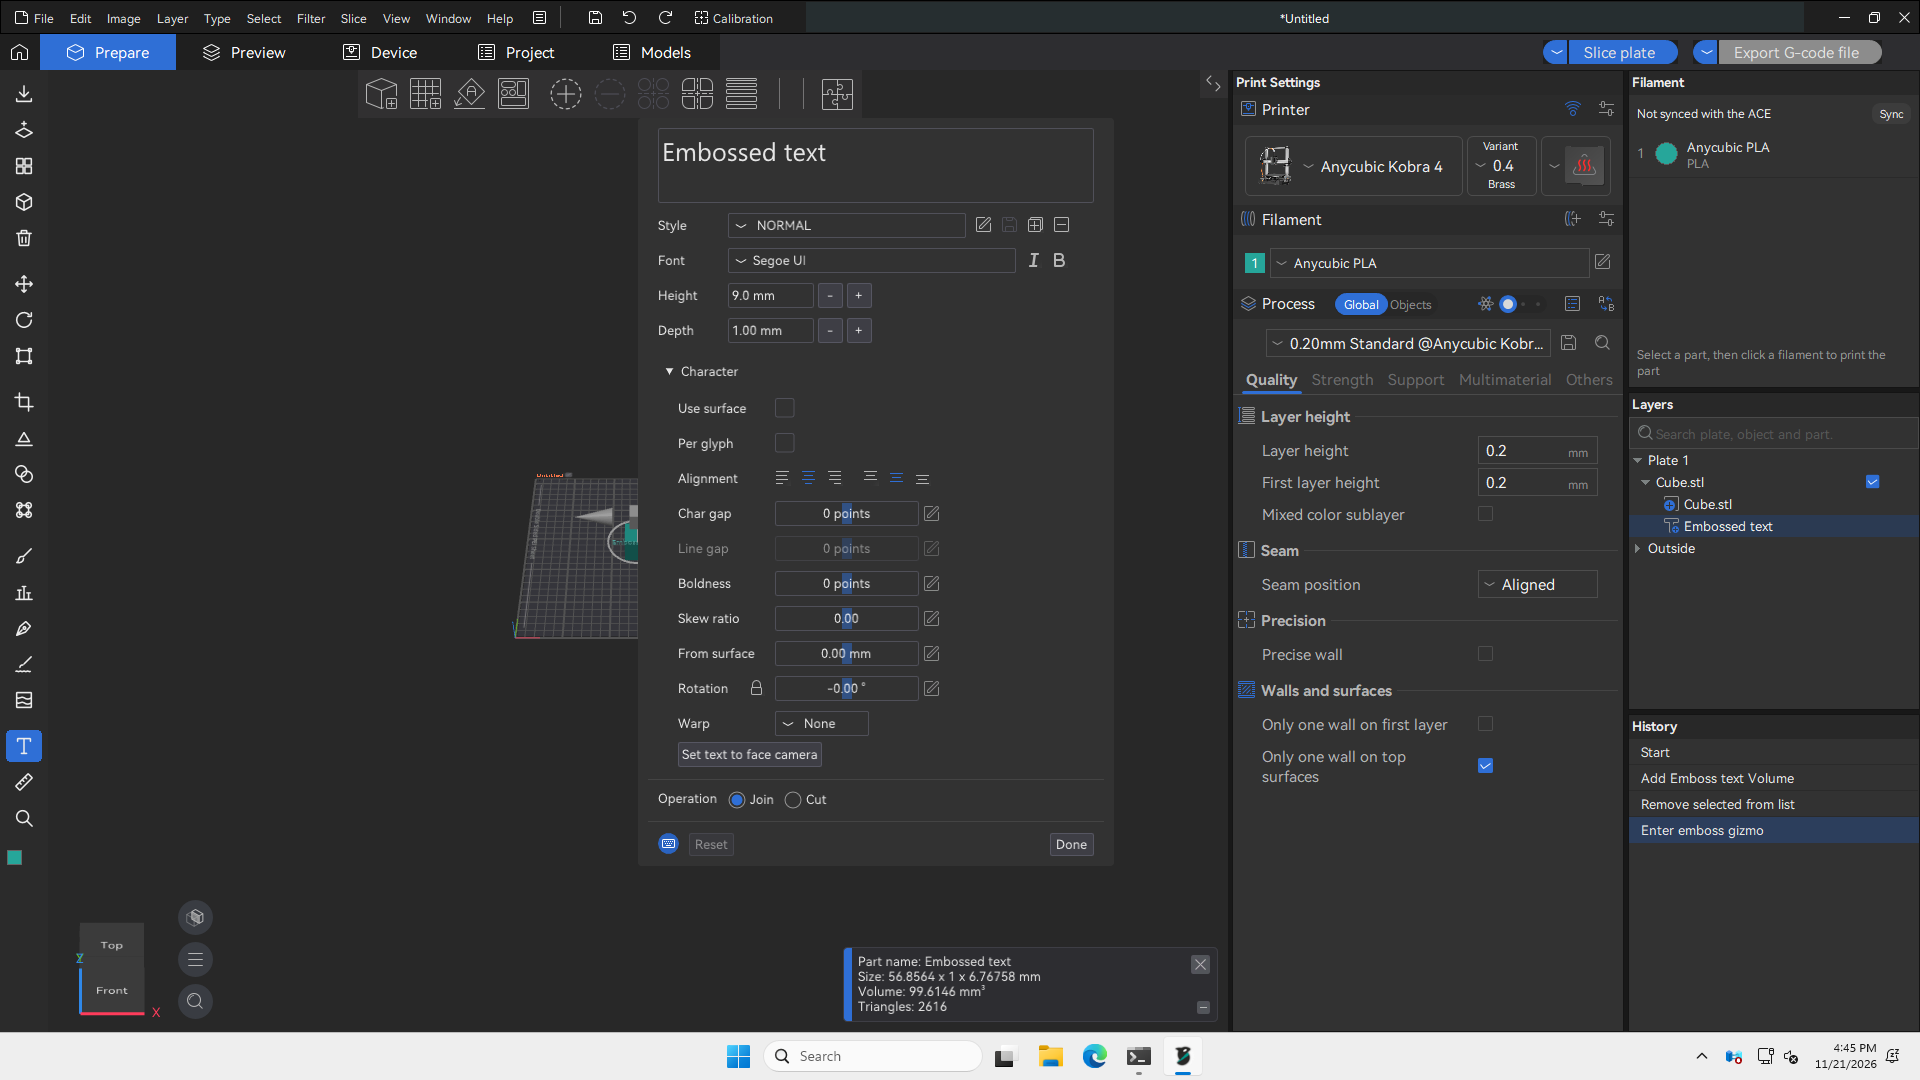 File Edit Image Layer Type Select Filter Slice View Window Help Calibration *Untitled
Prepare Preview Device Project Models Slice plate Export G-code file
Embossed text
Style NORMAL
Font Segoe UI I B
Height 9.0 mm - +
Depth 1.00 mm - +
Character
Use surface
Per glyph
Alignment
Char gap 0 points
Line gap 0 points
Boldness 0 points
Skew ratio 0.00
From surface 0.00 mm
Rotation -0.00 °
Warp None
Set text to face camera
Operation Join Cut
Reset Done
Untitled
Top
Front
Y
X
Part name: Embossed text
Size: 56.8564 x 1 x 6.76758 mm
Volume: 99.6146 mm³
Triangles: 2616
Print Settings
Printer
Anycubic Kobra 4
Variant
0.4
Brass
Filament
1 Anycubic PLA
Process Global Objects
0.20mm Standard @Anycubic Kobr...
Quality Strength Support Multimaterial Others
Layer height
Layer height 0.2 mm
First layer height 0.2 mm
Mixed color sublayer
Seam
Seam position Aligned
Precision
Precise wall
Walls and surfaces
Only one wall on first layer
Only one wall on top
surfaces
Filament
Not synced with the ACE Sync
1 Anycubic PLA
PLA
Select a part, then click a filament to print the
part
Layers
Search plate, object and part.
Plate 1
Cube.stl
Cube.stl
Embossed text
Outside
History
Start
Add Emboss text Volume
Remove selected from list
Enter emboss gizmo
Search
4:45 PM
11/21/2026